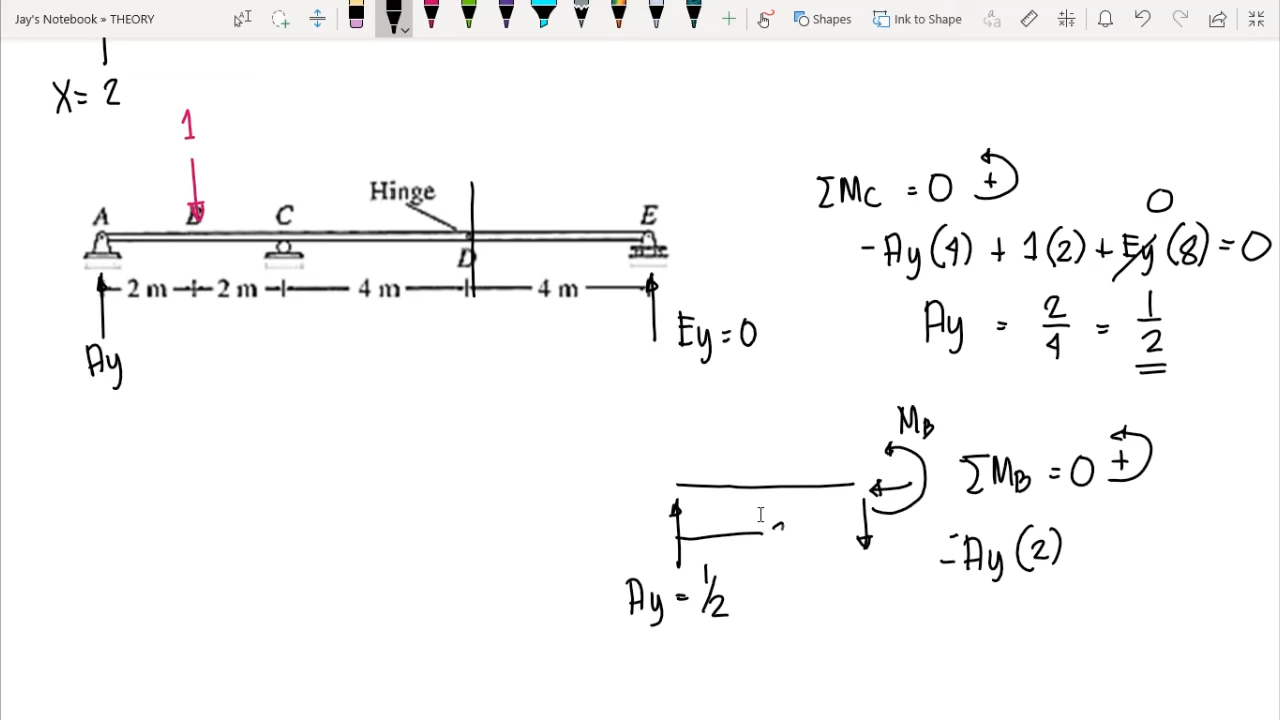 Jay's Notebook » THEORY
Shapes
Ink to Shape
X = 2
1
A
C
Hinge
E
D
2 m
2 m
4 m
4 m
Ay
Ey = 0
ΣMc = 0 +
0
-Ay(4) + 1(2) + Ey(8) = 0
Ay = 2/4 = 1/2
MB
ΣMB = 0 +
-Ay(2)
Ay = 1/2